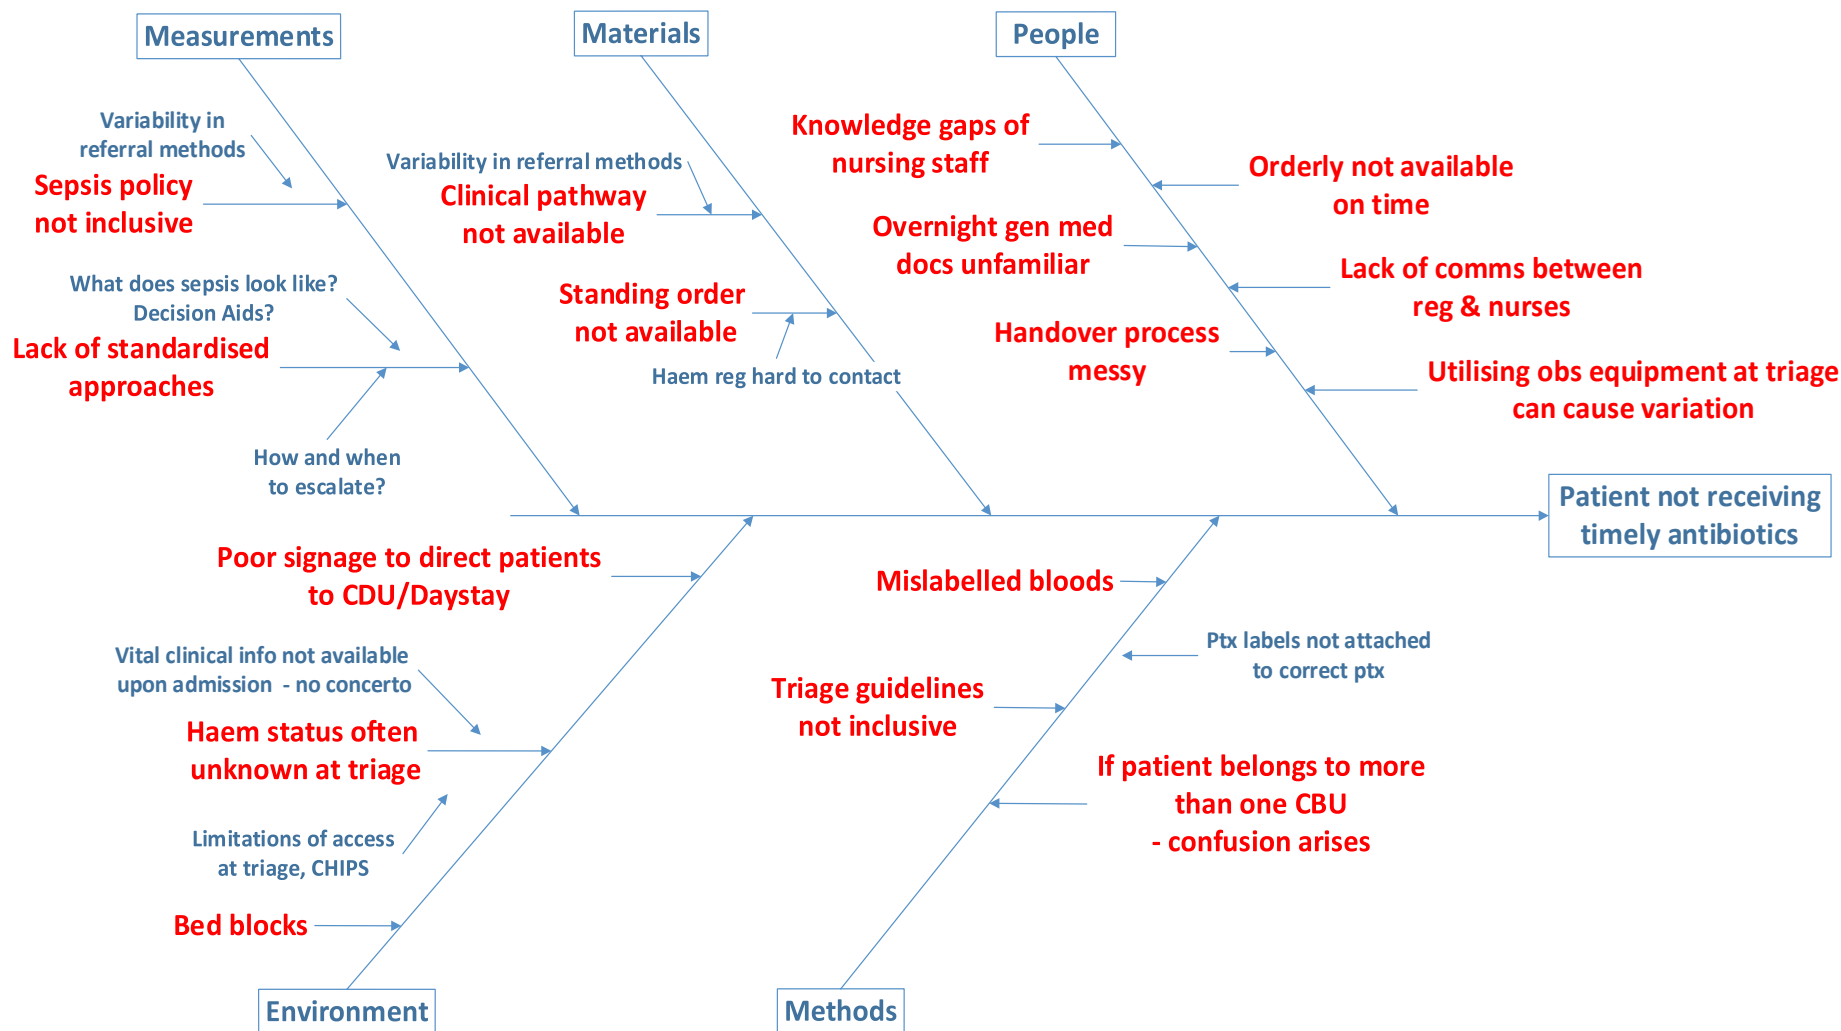 Measurements
Materials
People
Variability in
referral methods
Sepsis policy
not inclusive
What does sepsis look like?
Decision Aids?
Lack of standardised
approaches
How and when
to escalate?
Variability in referral methods
Clinical pathway
not available
Standing order
not available
Haem reg hard to contact
Knowledge gaps of
nursing staff
Orderly not available
on time
Overnight gen med
docs unfamiliar
Lack of comms between
reg & nurses
Handover process
messy
Utilising obs equipment at triage
can cause variation
Patient not receiving
timely antibiotics
Poor signage to direct patients
to CDU/Daystay
Vital clinical info not available
upon admission - no concerto
Haem status often
unknown at triage
Limitations of access
at triage, CHIPS
Bed blocks
Mislabelled bloods
Ptx labels not attached
to correct ptx
Triage guidelines
not inclusive
If patient belongs to more
than one CBU
- confusion arises
Environment
Methods